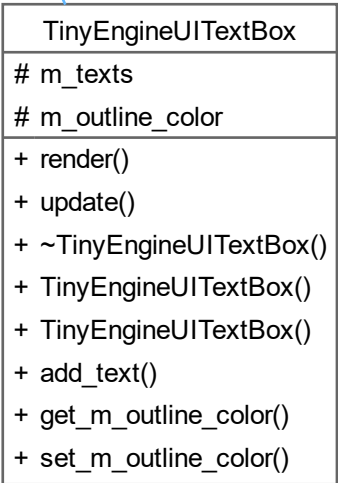 TinyEngineUITextBox
# m_texts
# m_outline_color
+ render()
+ update()
+ ~TinyEngineUITextBox()
+ TinyEngineUITextBox()
+ TinyEngineUITextBox()
+ add_text()
+ get_m_outline_color()
+ set_m_outline_color()